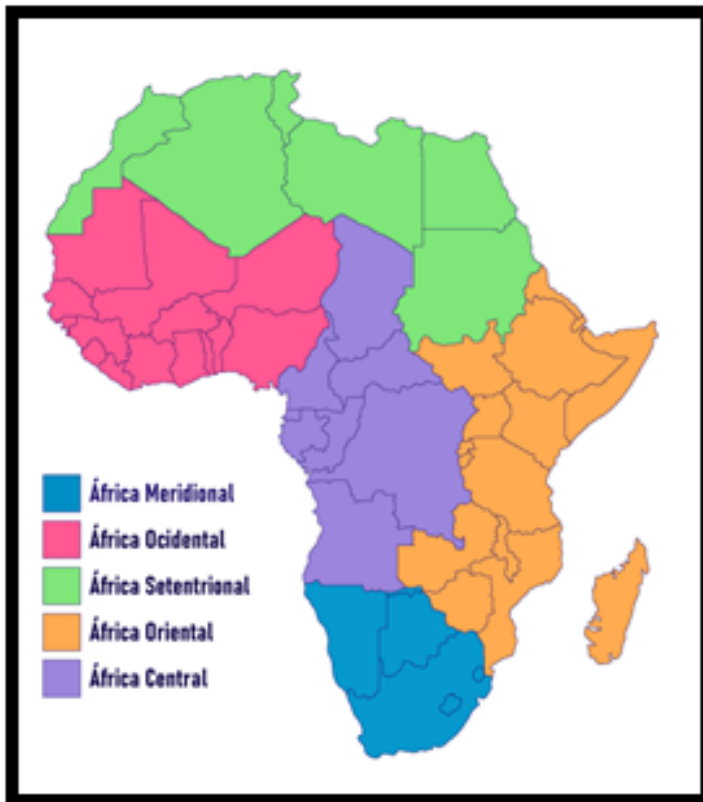 África Meridional
África Ocidental
África Setentrional
África Oriental
África Central